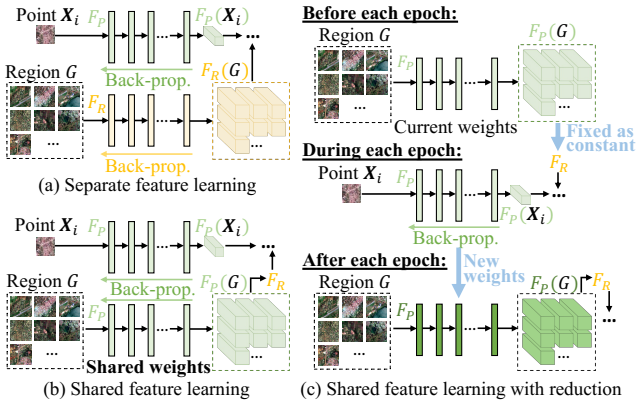 Point X_i
F_P
F_P(X_i)
...
...
Back-prop.
Region G
F_R
F_R(G)
...
...
Back-prop.
(a) Separate feature learning
Point X_i
F_P
F_P(X_i)
...
...
Back-prop.
F_P(G)
F_R
Region G
F_P
...
...
...
Shared weights
(b) Shared feature learning
Before each epoch:
Region G
F_P(G)
F_P
...
...
...
Current weights
Fixed as
constant
During each epoch:
F_R
Point X_i
F_P
...
...
F_P(X_i)
Back-prop.
After each epoch:
New
weights
Region G
F_P(G)
F_R
F_P
...
...
...
...
(c) Shared feature learning with reduction